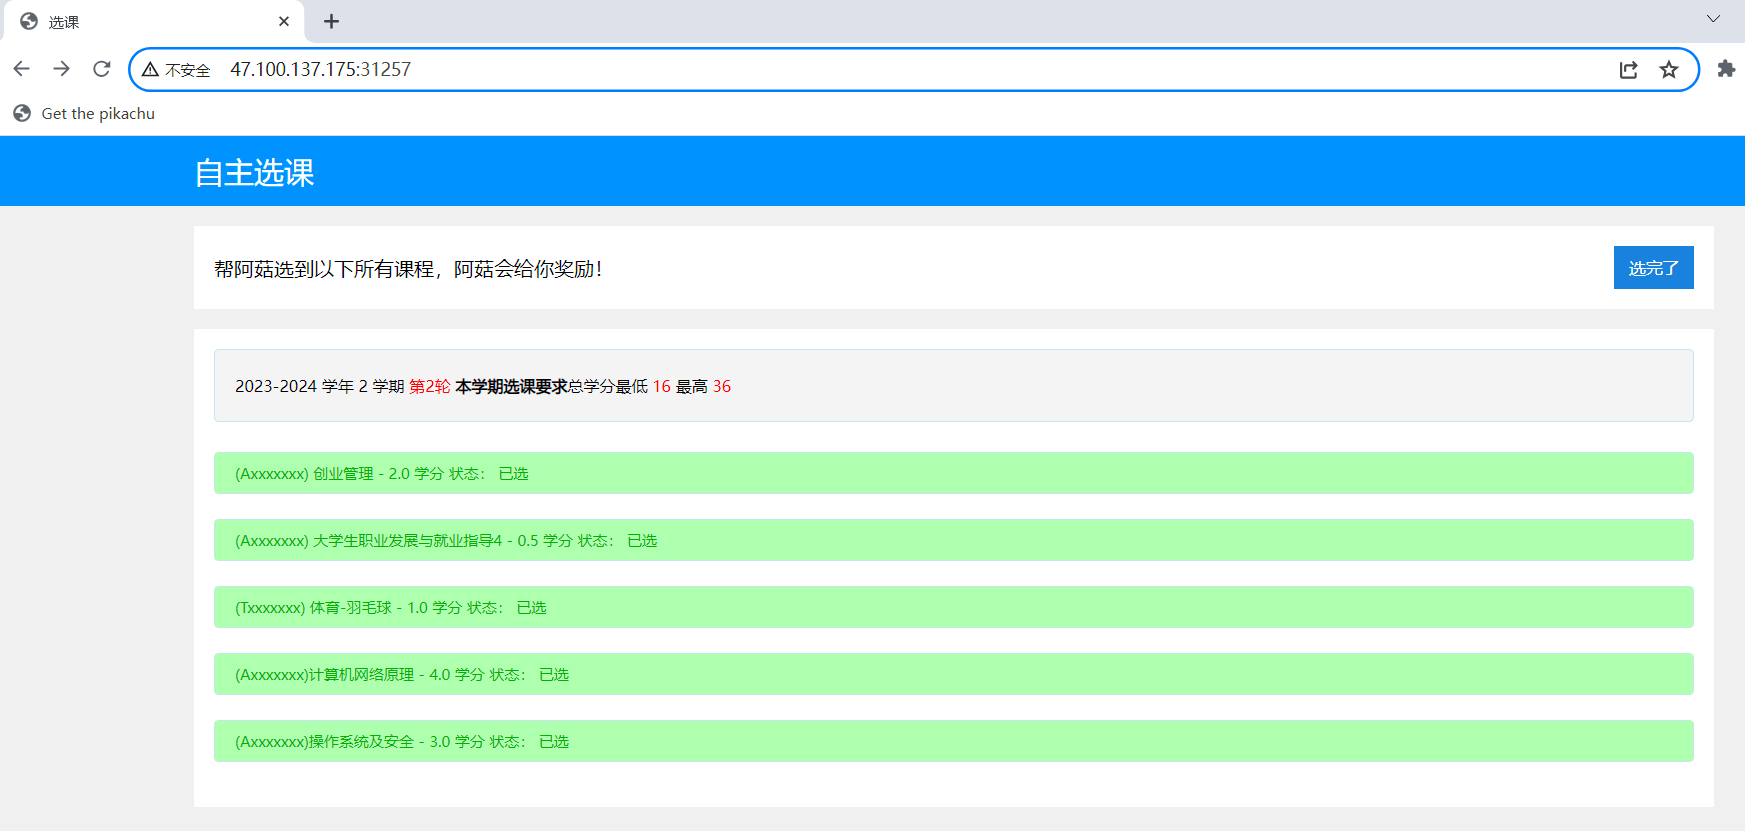 选课
不安全 47.100.137.175:31257
Get the pikachu
自主选课
帮阿菇选到以下所有课程，阿菇会给你奖励！
选完了
2023-2024 学年 2 学期 第2轮 本学期选课要求总学分最低 16 最高 36
(Axxxxxxx) 创业管理 - 2.0 学分 状态： 已选
(Axxxxxxx) 大学生职业发展与就业指导4 - 0.5 学分 状态： 已选
(Txxxxxxx) 体育-羽毛球 - 1.0 学分 状态： 已选
(Axxxxxxx)计算机网络原理 - 4.0 学分 状态： 已选
(Axxxxxxx)操作系统及安全 - 3.0 学分 状态： 已选